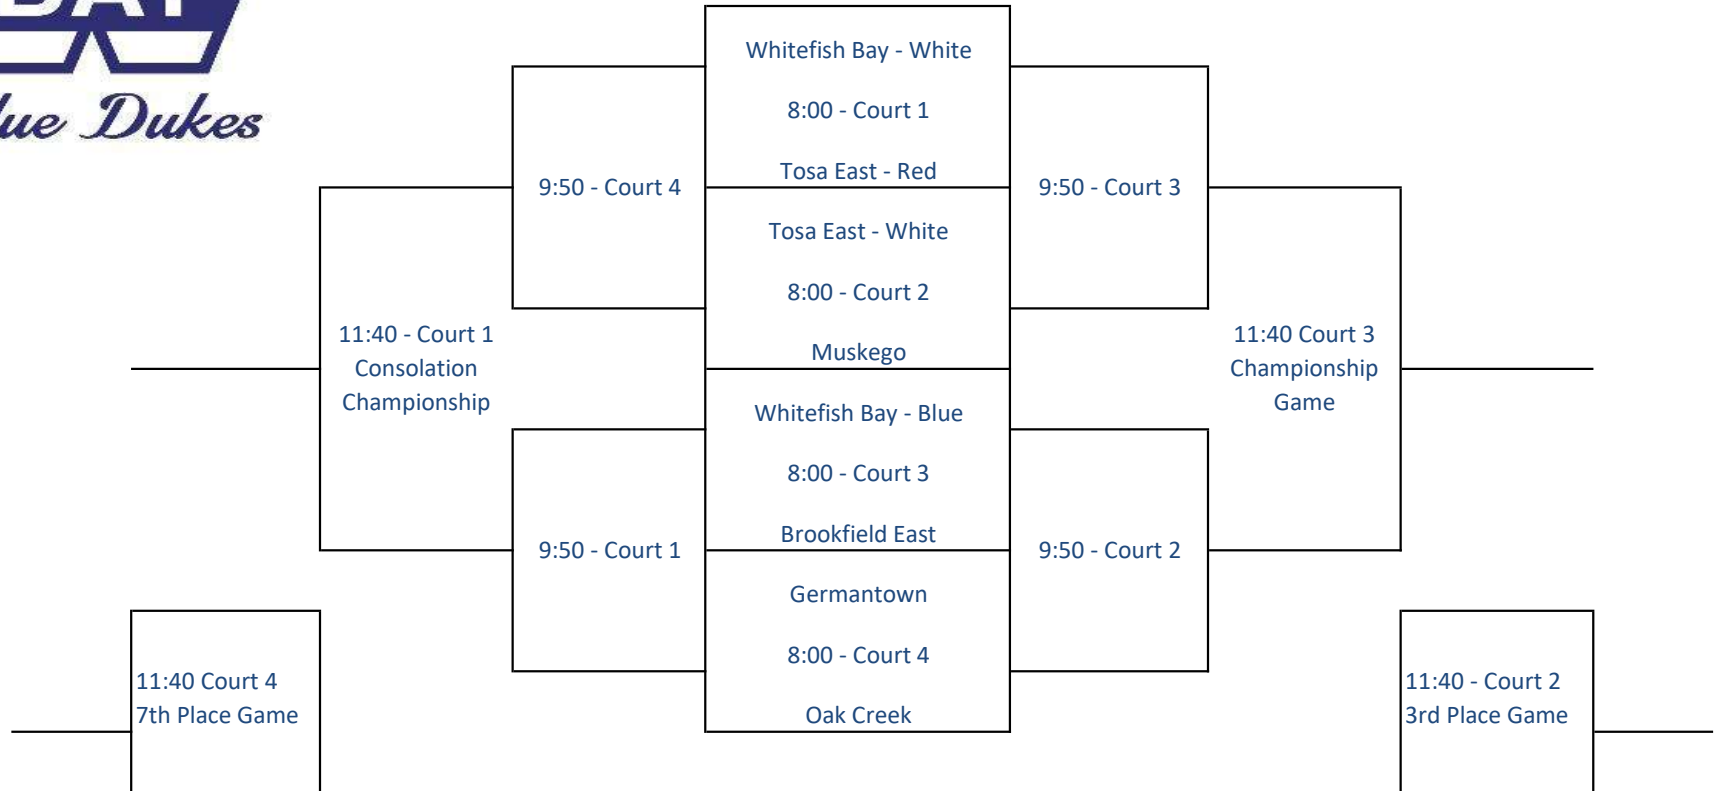 BAY
Dukes
Whitefish Bay - White
8:00 - Court 1
Tosa East - Red
9:50 - Court 4
9:50 - Court 3
Tosa East - White
8:00 - Court 2
Muskego
11:40 - Court 1
Consolation
Championship
11:40 Court 3
Championship
Game
Whitefish Bay - Blue
8:00 - Court 3
Brookfield East
9:50 - Court 1
9:50 - Court 2
Germantown
8:00 - Court 4
Oak Creek
11:40 Court 4
7th Place Game
11:40 - Court 2
3rd Place Game